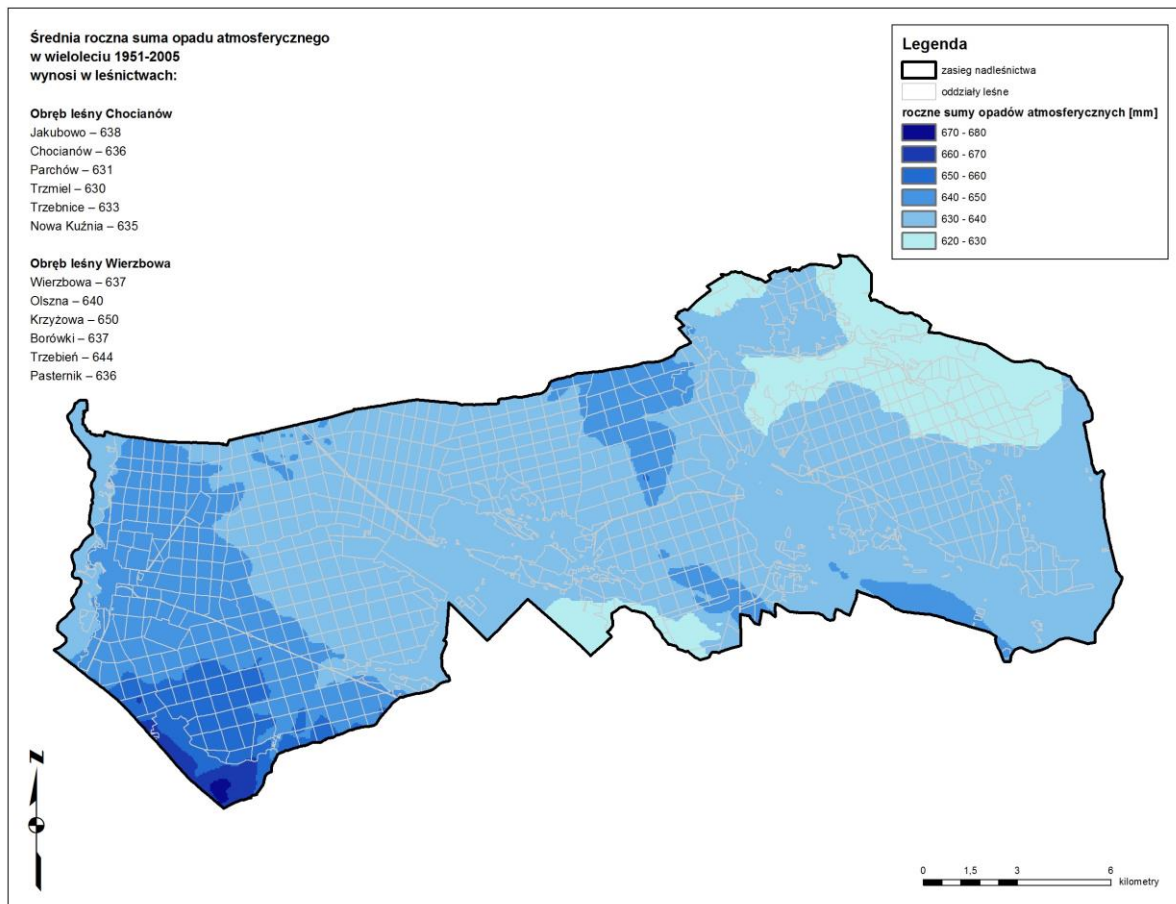 Średnia roczna suma opadu atmosferycznego
w wieloleciu 1951-2005
wynosi w leśnictwach:
Obręb leśny Chocianów
Jakubowo – 638
Chocianów – 636
Parchów – 631
Trzmiel – 630
Trzebnice – 633
Nowa Kuźnia – 635
Obręb leśny Wierzbowa
Wierzbowa – 637
Olszna – 640
Krzyżowa – 650
Borówki – 637
Trzebień – 644
Pasternik – 636
Legenda
zasięg nadleśnictwa
oddziały leśne
roczne sumy opadów atmosferycznych [mm]
670 - 680
660 - 670
650 - 660
640 - 650
630 - 640
620 - 630
N
0 1,5 3 6
kilometry